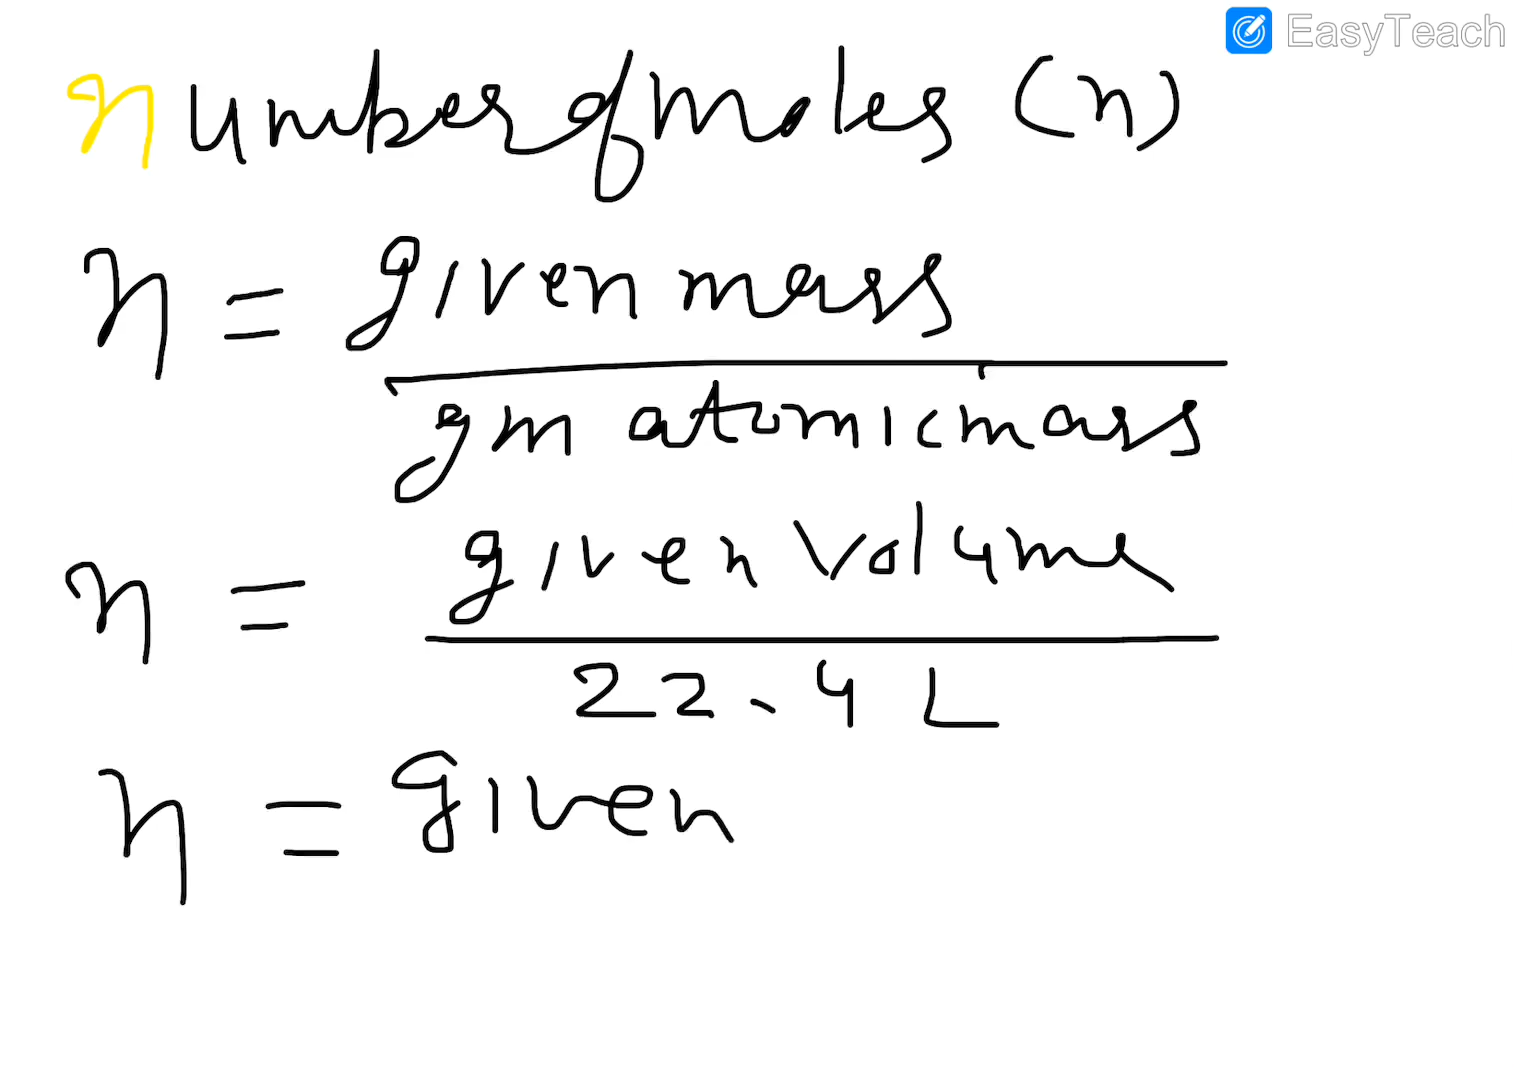 EasyTeach
number of moles (n)
n = given mass
gm atomic mass
n = given volume
22.4 L
n = given